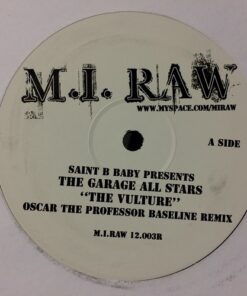 M.I. RAW
WWW.MYSPACE.COM/MIRAW
A SIDE
SAINT B BABY PRESENTS
THE GARAGE ALL STARS
"THE VULTURE"
OSCAR THE PROFESSOR BASELINE REMIX
M.I.RAW 12.003R